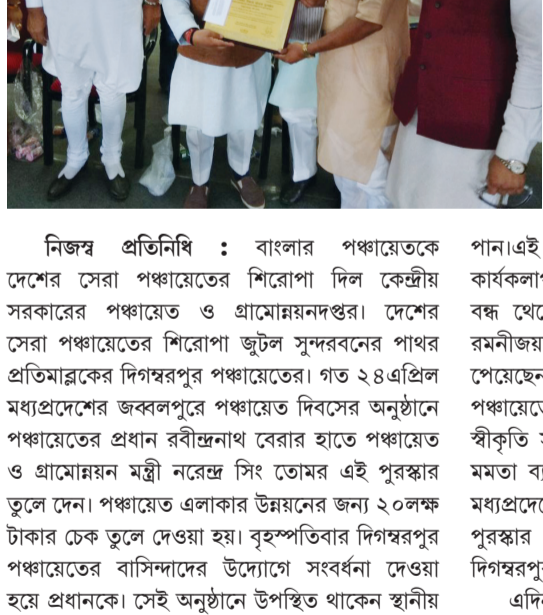 নিজস্ব প্রতিনিধি : বাংলার পঞ্চায়েতকে
দেশের সেরা পঞ্চায়েতের শিরোপা দিল কেন্দ্রীয়
সরকারের পঞ্চায়েত ও গ্রামোন্নয়নদপ্তর। দেশের
সেরা পঞ্চায়েতের শিরোপা জুটল সুন্দরবনের পাথর
প্রতিমাব্লকের দিগম্বরপুর পঞ্চায়েতের। গত ২৪এপ্রিল
মধ্যপ্রদেশের জব্বলপুরে পঞ্চায়েত দিবসের অনুষ্ঠানে
পঞ্চায়েতের প্রধান রবীন্দ্রনাথ বেরার হাতে পঞ্চায়েত
ও গ্রামোন্নয়ন মন্ত্রী নরেন্দ্র সিং তোমর এই পুরস্কার
তুলে দেন। পঞ্চায়েত এলাকার উন্নয়নের জন্য ২০লক্ষ
টাকার চেক তুলে দেওয়া হয়। বৃহস্পতিবার দিগম্বরপুর
পঞ্চায়েতের বাসিন্দাদের উদ্যোগে সংবর্ধনা দেওয়া
হয়ে প্রধানকে। সেই অনুষ্ঠানে উপস্থিত থাকেন স্থানীয়
পান।এই
কার্যকলা
বন্ধ
রমনীজয়
পেয়েছেন
পঞ্চায়েতে
স্বীকৃতি
মমতা
মধ্যপ্রদে
পুরস্কার
দিগম্বরপু
এদি